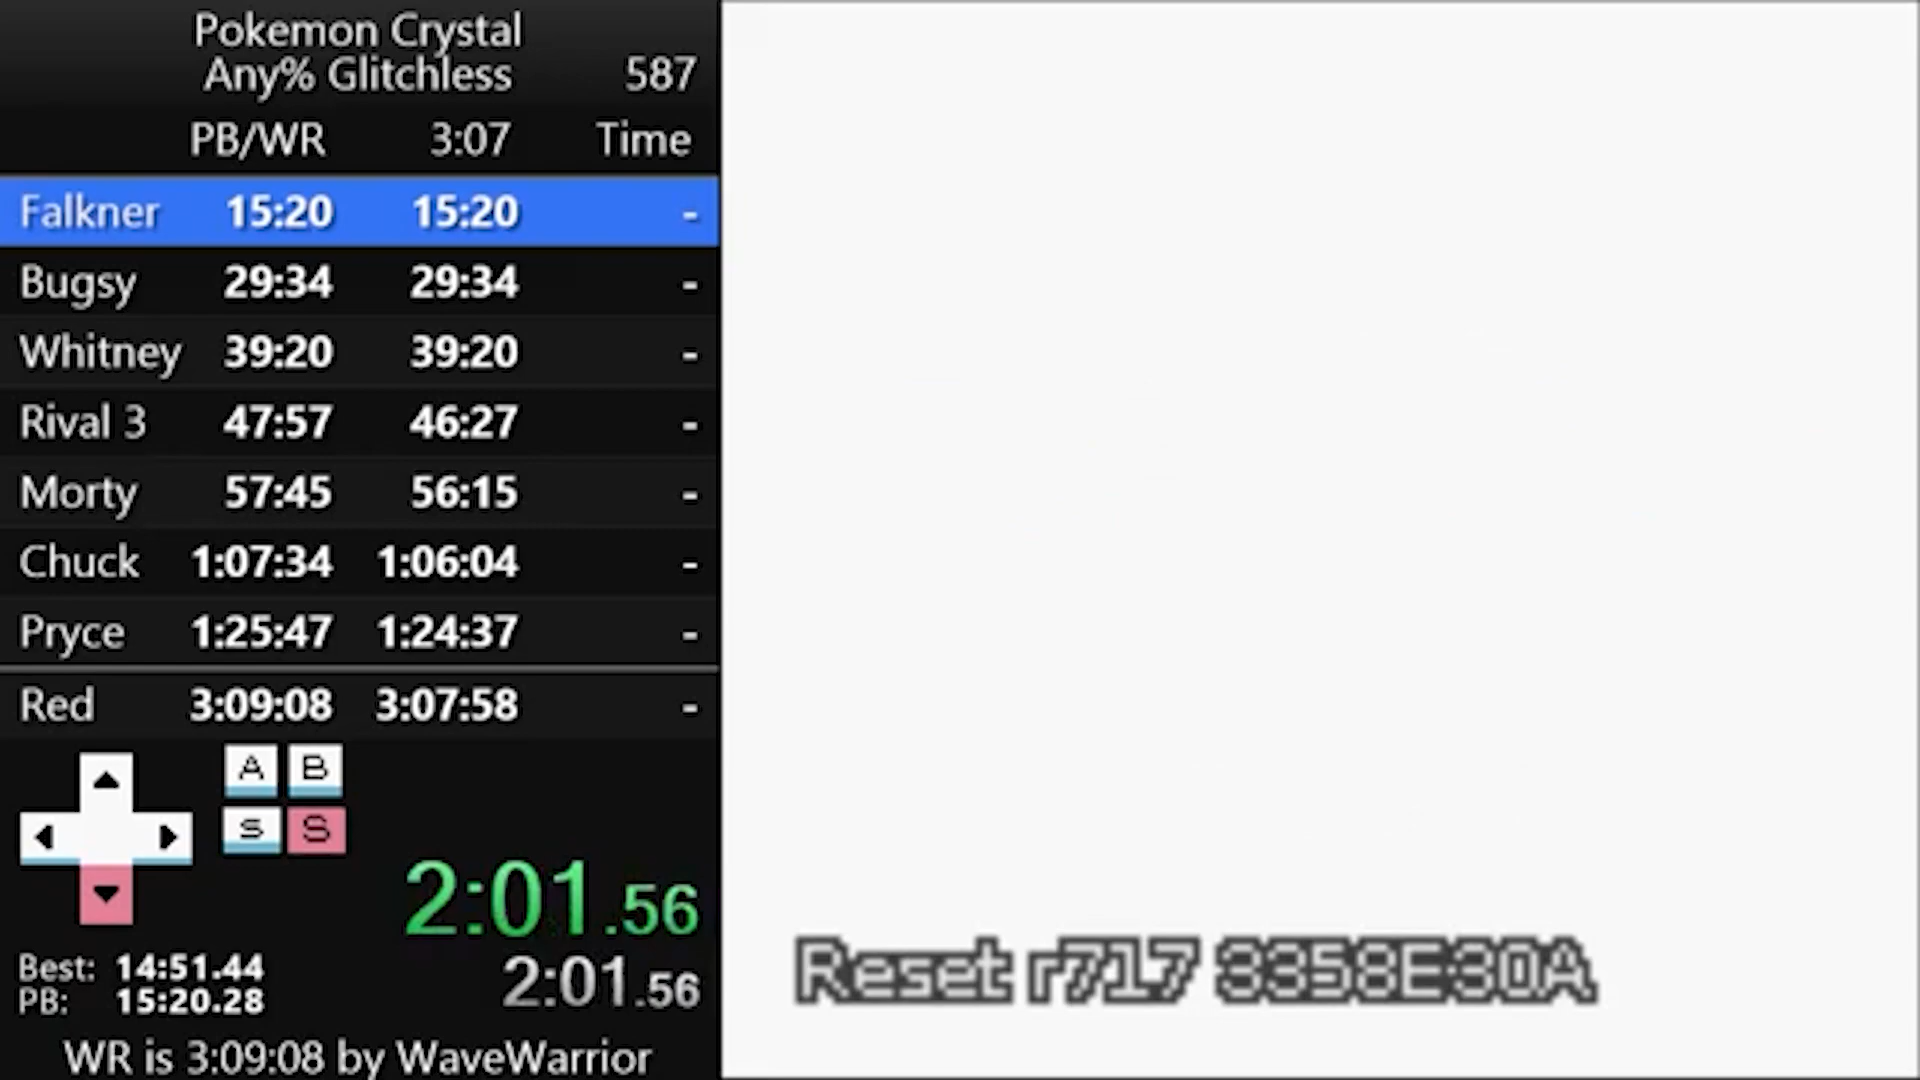 Pokemon Crystal
Any% Glitchless 587
PB/WR 3:07 Time
Falkner 15:20 15:20 -
Bugsy 29:34 29:34 -
Whitney 39:20 39:20 -
Rival 3 47:57 46:27 -
Morty 57:45 56:15 -
Chuck 1:07:34 1:06:04 -
Pryce 1:25:47 1:24:37 -
Red 3:09:08 3:07:58 -
A B
S S
2:01.56
Best: 14:51.44
PB: 15:20.28
2:01.56
WR is 3:09:08 by WaveWarrior
Reset r717 3358E30A